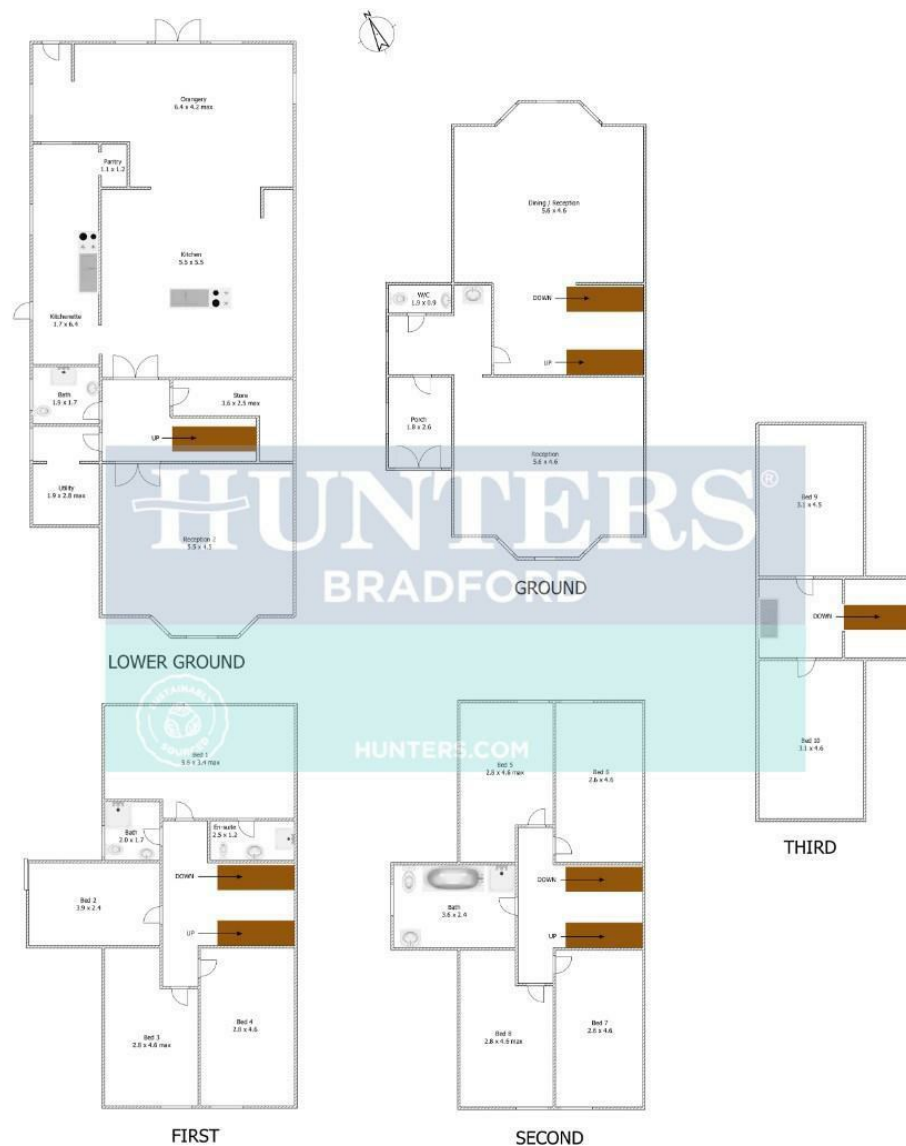 N
Orangery
6.4 x 4.2 max
Pantry
1.1 x 1.2
Kitchen
5.5 x 5.5
Kitchenette
1.7 x 6.4
Bath
1.9 x 1.7
Store
3.6 x 2.5 max
UP
Utility
1.9 x 2.8 max
Reception 2
LOWER GROUND
Dining / Reception
5.6 x 4.6
W/C
1.9 x 0.9
DOWN
UP
Porch
1.8 x 2.6
Reception
5.6 x 4.6
GROUND
HUNTERS®
BRADFORD
SUSTAINABLY
SOURCED
HUNTERS.COM
Bed 9
3.1 x 4.5
DOWN
Bed 10
3.1 x 4.6
THIRD
Bed 1
Bath
2.0 x 1.7
En-suite
2.5 x 1.2
DOWN
Bed 2
3.9 x 2.4
UP
Bed 3
2.8 x 4.6 max
Bed 4
2.8 x 4.6
FIRST
Bed 5
2.8 x 4.6 max
2.6 x 4.6
DOWN
Bath
3.6 x 2.4
UP
2.8 x 4.6 max
Bed 7
2.6 x 4.6
SECOND